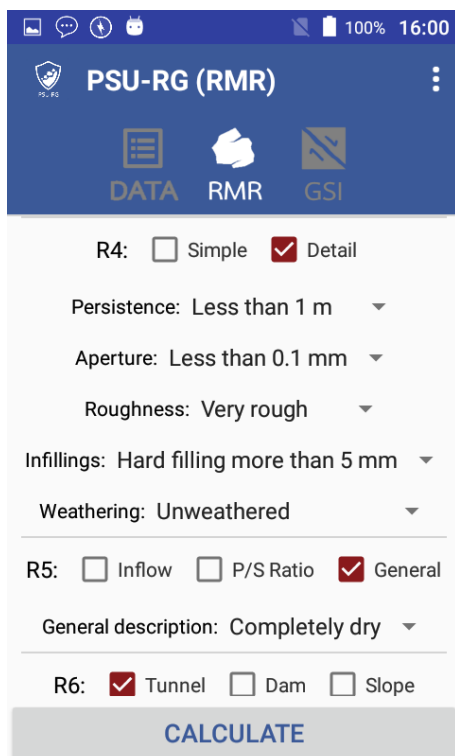 100% 16:00
PSU-RG
PSU-RG (RMR)
DATA RMR GSI
R4: Simple Detail
Persistence: Less than 1 m
Aperture: Less than 0.1 mm
Roughness: Very rough
Infillings: Hard filling more than 5 mm
Weathering: Unweathered
R5: Inflow P/S Ratio General
General description: Completely dry
R6: Tunnel Dam Slope
CALCULATE